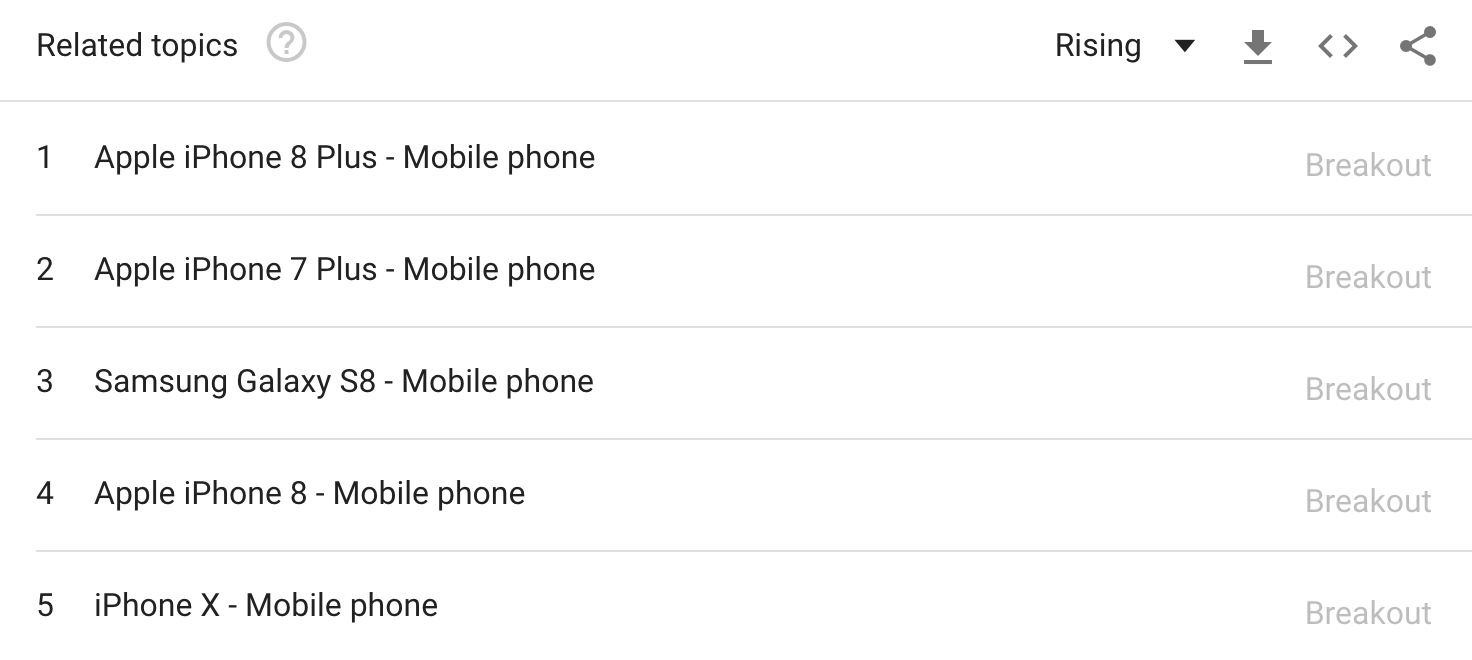 Related topics ? Rising
1 Apple iPhone 8 Plus - Mobile phone Breakout
2 Apple iPhone 7 Plus - Mobile phone Breakout
3 Samsung Galaxy S8 - Mobile phone Breakout
4 Apple iPhone 8 - Mobile phone Breakout
5 iPhone X - Mobile phone Breakout